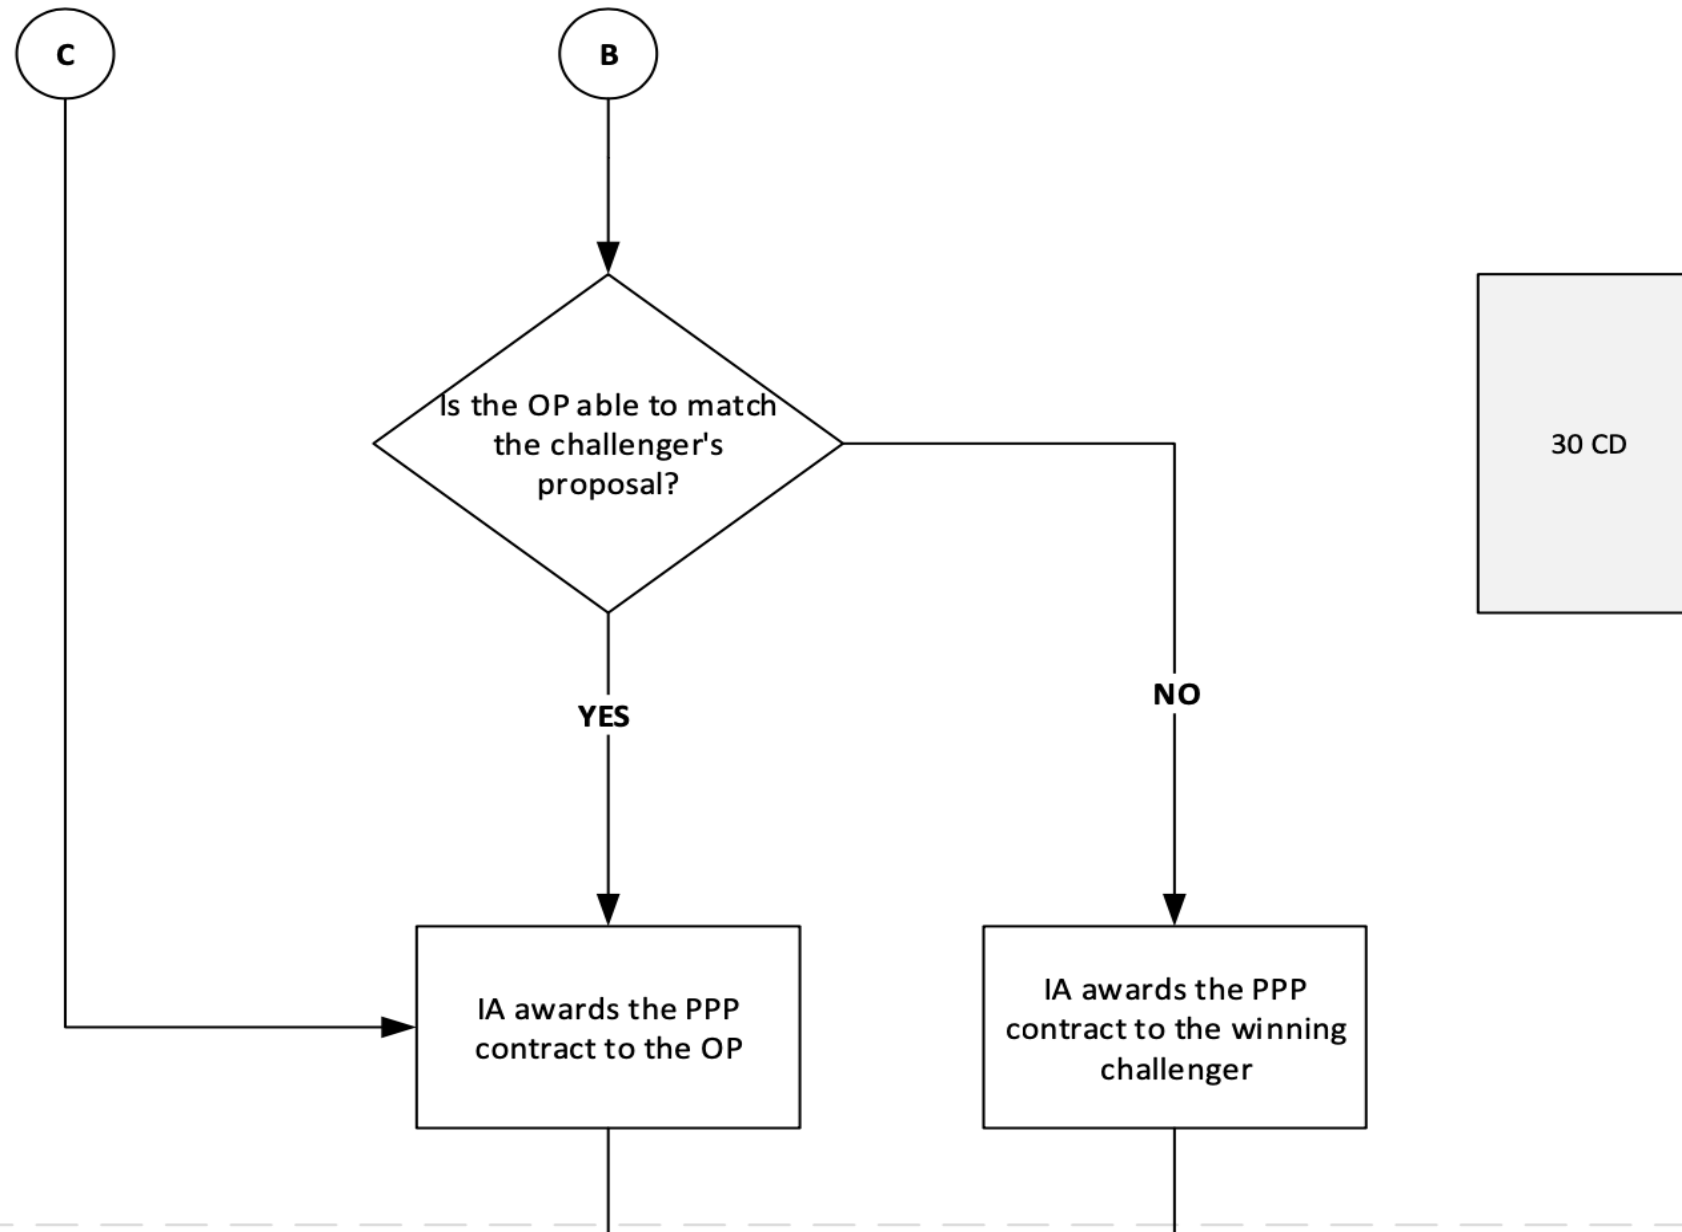 C
B
Is the OP able to match
the challenger's
proposal?
30 CD
YES
NO
IA awards the PPP
contract to the OP
IA awards the PPP
contract to the winning
challenger